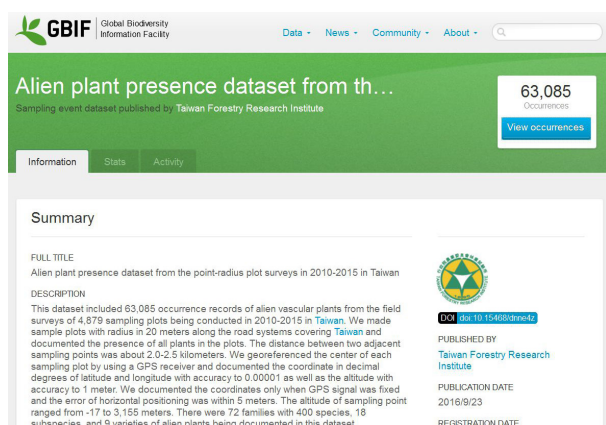 GBIF
Global Biodiversity
Information Facility
Data
News
Community
About
Alien plant presence dataset from th...
Sampling event dataset published by Taiwan Forestry Research Institute
63,085
Occurrences
View occurrences
Information
Stats
Activity
Summary
FULL TITLE
Alien plant presence dataset from the point-radius plot surveys in 2010-2015 in Taiwan
DESCRIPTION
This dataset included 63,085 occurrence records of alien vascular plants from the field
surveys of 4,879 sampling plots being conducted in 2010-2015 in Taiwan. We made
sample plots with radius in 20 meters along the road systems covering Taiwan and
documented the presence of all plants in the plots. The distance between two adjacent
sampling points was about 2.0-2.5 kilometers. We georeferenced the center of each
sampling plot by using a GPS receiver and documented the coordinate in decimal
degrees of latitude and longitude with accuracy to 0.00001 as well as the altitude with
accuracy to 1 meter. We documented the coordinates only when GPS signal was fixed
and the error of horizontal positioning was within 5 meters. The altitude of sampling point
ranged from -17 to 3,155 meters. There were 72 families with 400 species, 18
subspecies, and 9 varieties of alien plants being documented in this dataset.
DOI doi:10.15468/dnne4z
PUBLISHED BY
Taiwan Forestry Research
Institute
PUBLICATION DATE
2016/9/23
REGISTRATION DATE